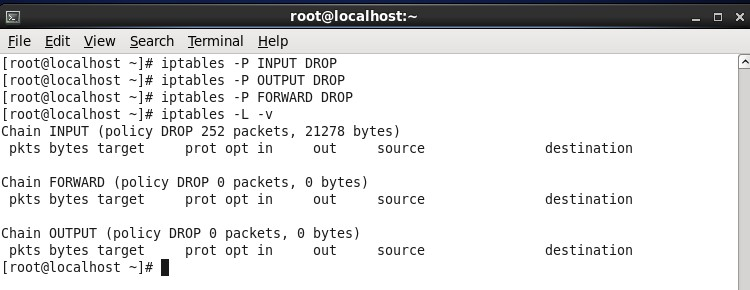 root@localhost:~
File Edit View Search Terminal Help
[root@localhost ~]# iptables -P INPUT DROP
[root@localhost ~]# iptables -P OUTPUT DROP
[root@localhost ~]# iptables -P FORWARD DROP
[root@localhost ~]# iptables -L -v
Chain INPUT (policy DROP 252 packets, 21278 bytes)
 pkts bytes target     prot opt in     out     source               destination

Chain FORWARD (policy DROP 0 packets, 0 bytes)
 pkts bytes target     prot opt in     out     source               destination

Chain OUTPUT (policy DROP 0 packets, 0 bytes)
 pkts bytes target     prot opt in     out     source               destination
[root@localhost ~]#